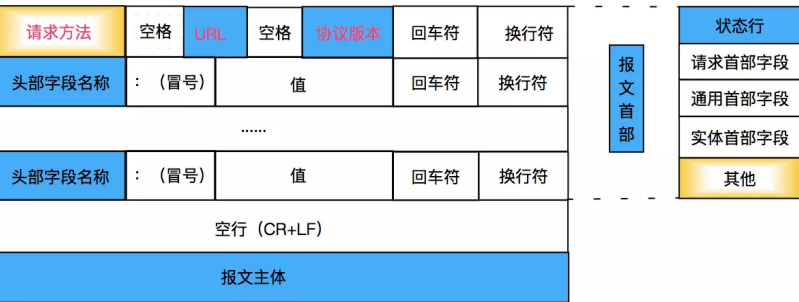 请求方法 空格 URL 空格 协议版本 回车符 换行符
头部字段名称 : （冒号） 值 回车符 换行符
......
头部字段名称 : （冒号） 值 回车符 换行符
空行（CR+LF）
报文主体
报文首部
状态行
请求首部字段
通用首部字段
实体首部字段
其他